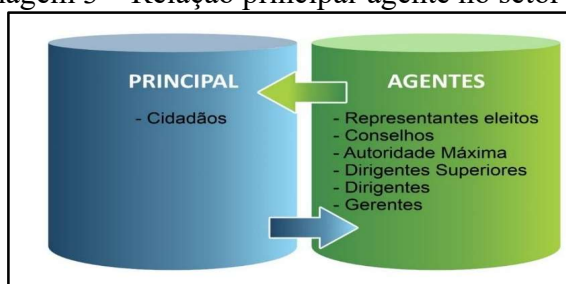 Relação principal-agente no setor
PRINCIPAL
- Cidadãos
AGENTES
- Representantes eleitos
- Conselhos
- Autoridade Máxima
- Dirigentes Superiores
- Dirigentes
- Gerentes